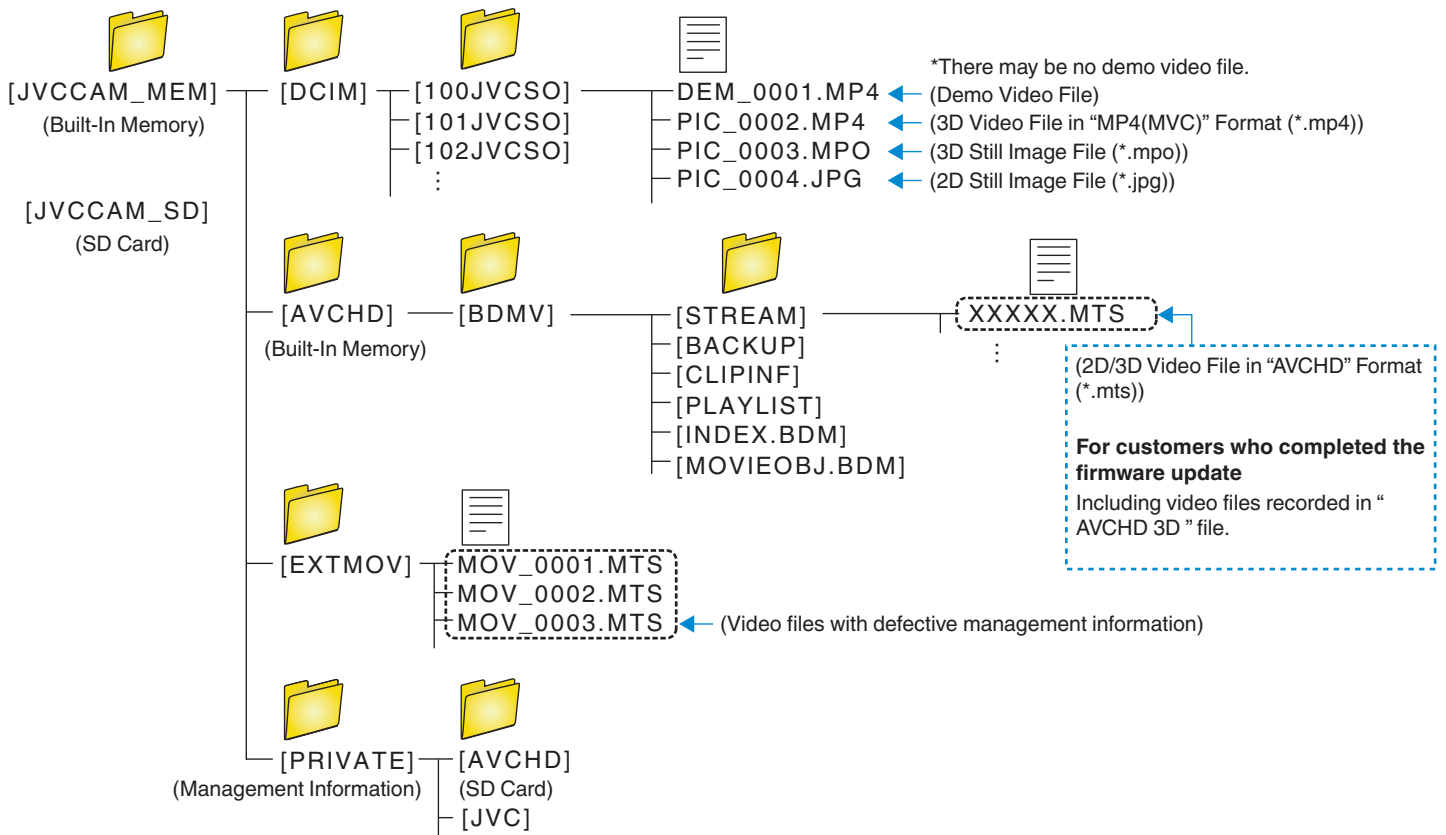 *There may be no demo video file.
[JVCCAM_MEM]
(Built-In Memory)
[DCIM]
[100JVCSO]
[101JVCSO]
[102JVCSO]
DEM_0001.MP4
(Demo Video File)
PIC_0002.MP4
(3D Video File in “MP4(MVC)” Format (*.mp4))
PIC_0003.MPO
(3D Still Image File (*.mpo))
PIC_0004.JPG
(2D Still Image File (*.jpg))
[JVCCAM_SD]
(SD Card)
[AVCHD]
(Built-In Memory)
[BDMV]
[STREAM]
[BACKUP]
[CLIPINF]
[PLAYLIST]
[INDEX.BDM]
[MOVIEOBJ.BDM]
XXXXX.MTS
(2D/3D Video File in “AVCHD” Format
(*.mts))
For customers who completed the
firmware update
Including video files recorded in “
AVCHD 3D ” file.
[EXTMOV]
MOV_0001.MTS
MOV_0002.MTS
MOV_0003.MTS
(Video files with defective management information)
[PRIVATE]
(Management Information)
[AVCHD]
(SD Card)
[JVC]